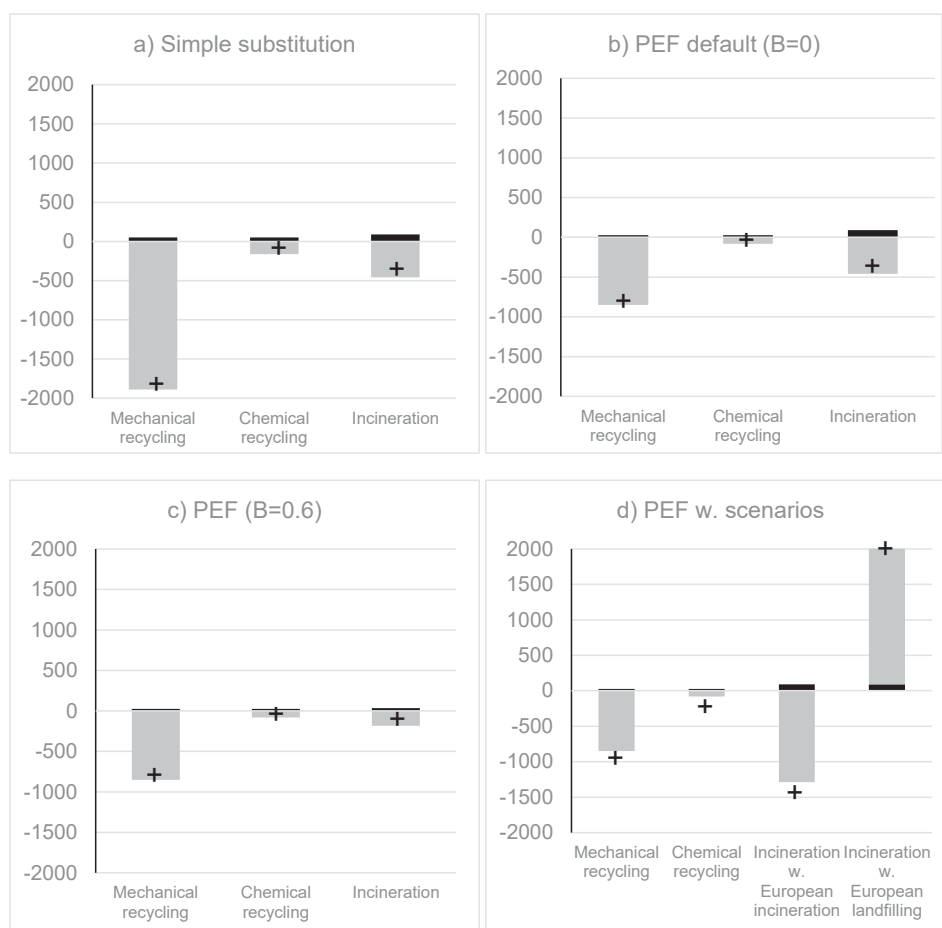 a) Simple substitution
2000
1500
1000
500
0
-500
-1000
-1500
-2000
Mechanical recycling
Chemical recycling
Incineration
b) PEF default (B=0)
2000
1500
1000
500
0
-500
-1000
-1500
-2000
Mechanical recycling
Chemical recycling
Incineration
c) PEF (B=0.6)
2000
1500
1000
500
0
-500
-1000
-1500
-2000
Mechanical recycling
Chemical recycling
Incineration
d) PEF w. scenarios
2000
1500
1000
500
0
-500
-1000
-1500
-2000
Mechanical recycling
Chemical recycling
Incineration w. European incineration
Incineration w. European landfilling